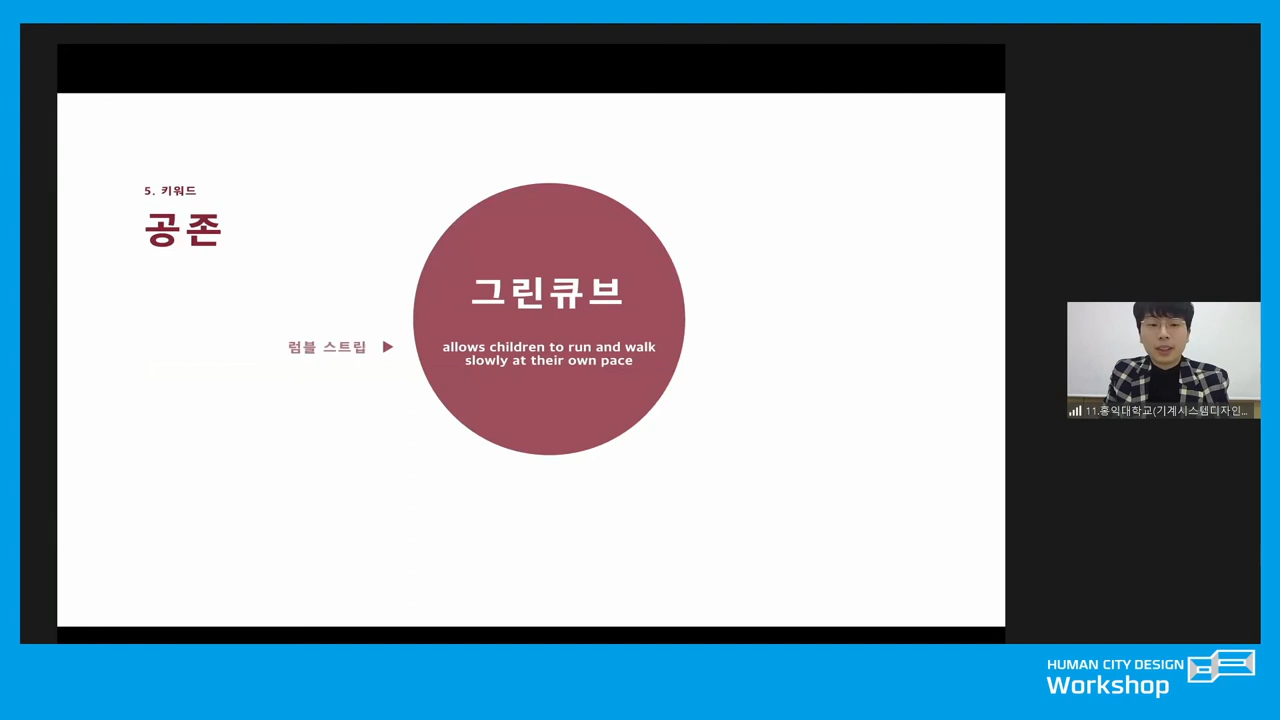 5. 키워드
공존
그린큐브
럼블 스트립 ▶
allows children to run and walk
slowly at their own pace
11.홍익대학교(기계시스템디자인...
HUMAN CITY DESIGN
Workshop